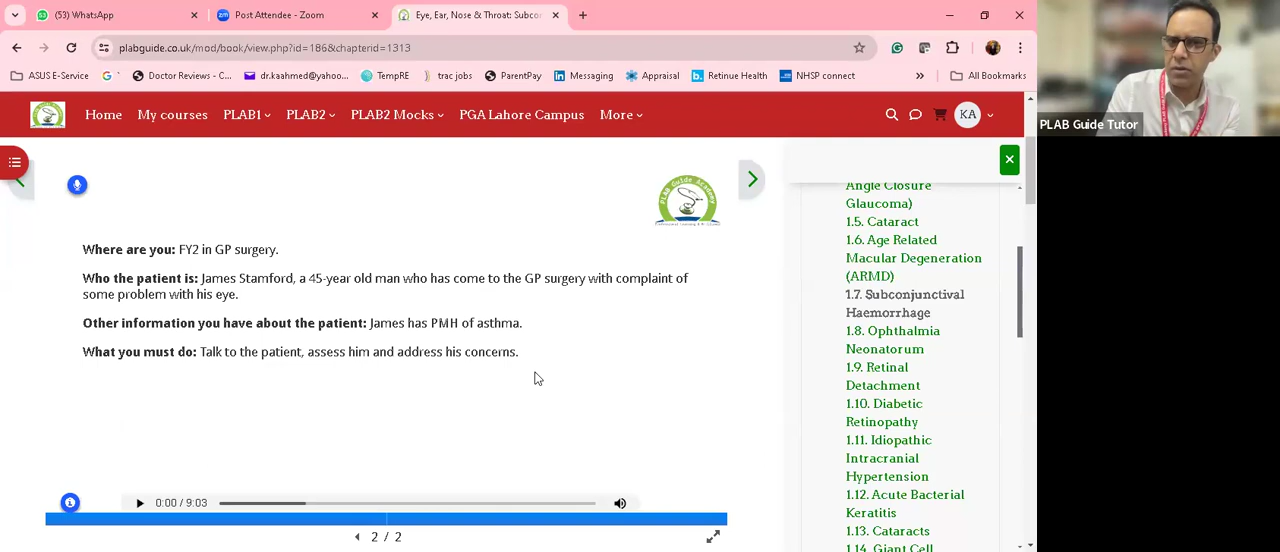 (53) WhatsApp
Post Attendee - Zoom
Eye, Ear, Nose & Throat: Subcon
plabguide.co.uk/mod/book/view.php?id=186&chapterid=1313
ASUS E-Service
Doctor Reviews - C...
dr.kaahmed@yahoo...
TempRE
trac jobs
ParentPay
Messaging
Appraisal
Retinue Health
NHSP connect
All Bookmarks
PLAB Guide Tutor
Home
My courses
PLAB1
PLAB2
PLAB2 Mocks
PGA Lahore Campus
More
KA
PLAB Guide Academy
Where are you: FY2 in GP surgery.
Who the patient is: James Stamford, a 45-year old man who has come to the GP surgery with complaint of
some problem with his eye.
Other information you have about the patient: James has PMH of asthma.
What you must do: Talk to the patient, assess him and address his concerns.
0:00 / 9:03
2 / 2
Angle Closure
Glaucoma)
1.5. Cataract
1.6. Age Related
Macular Degeneration
(ARMD)
1.7. Subconjunctival
Haemorrhage
1.8. Ophthalmia
Neonatorum
1.9. Retinal
Detachment
1.10. Diabetic
Retinopathy
1.11. Idiopathic
Intracranial
Hypertension
1.12. Acute Bacterial
Keratitis
1.13. Cataracts
1.14. Giant Cell